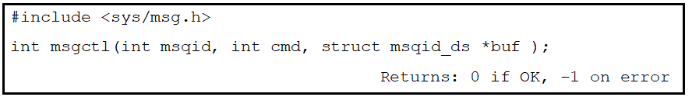 #include <sys/msg.h>
int msgctl(int msqid, int cmd, struct msqid_ds *buf );
Returns: 0 if OK, -1 on error